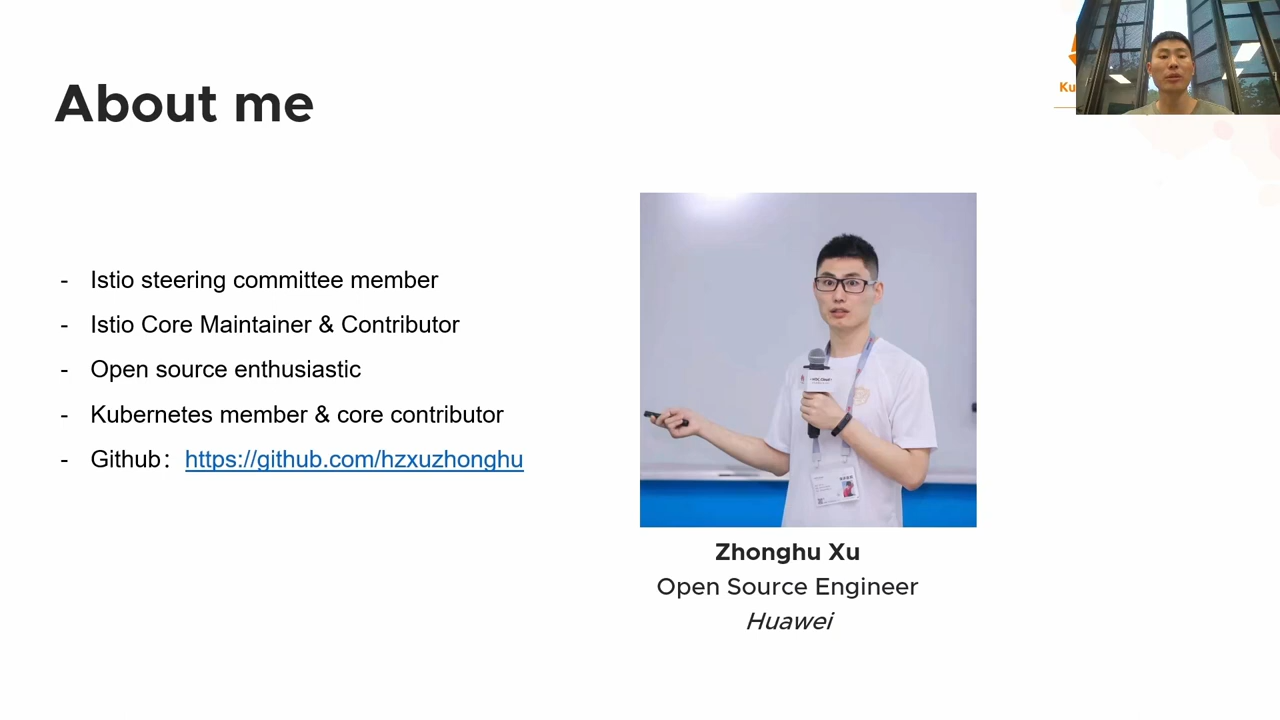 About me
Ku
- Istio steering committee member
- Istio Core Maintainer & Contributor
- Open source enthusiastic
- Kubernetes member & core contributor
- Github：https://github.com/hzxuzhonghu
Zhonghu Xu
Open Source Engineer
Huawei